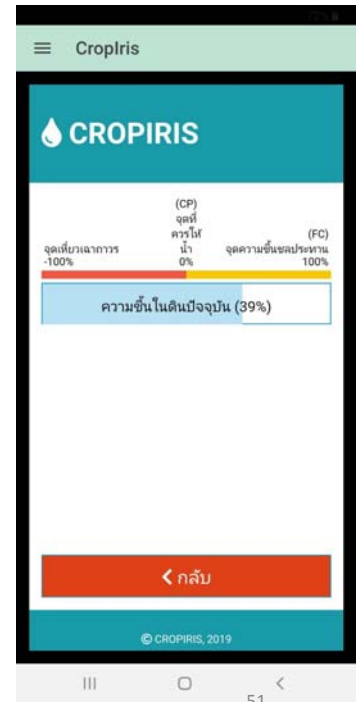 CropIris
CROPIRIS
(CP)
จุดที่
ควรให้
น้ำ
0%
จุดเหี่ยวเฉาถาวร
-100%
(FC)
จุดความชื้นชลประทาน
100%
ความชื้นในดินปัจจุบัน (39%)
กลับ
© CROPIRIS, 2019
51